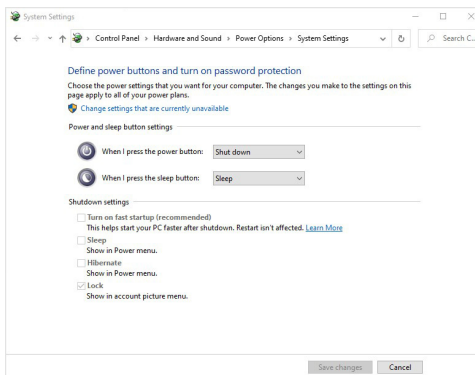 System Settings
Control Panel > Hardware and Sound > Power Options > System Settings
Search C...
Define power buttons and turn on password protection
Choose the power settings that you want for your computer. The changes you make to the settings on this
page apply to all of your power plans.
Change settings that are currently unavailable
Power and sleep button settings
When I press the power button: Shut down
When I press the sleep button: Sleep
Shutdown settings
Turn on fast startup (recommended)
This helps start your PC faster after shutdown. Restart isn't affected. Learn More
Sleep
Show in Power menu.
Hibernate
Show in Power menu.
Lock
Show in account picture menu.
Save changes Cancel